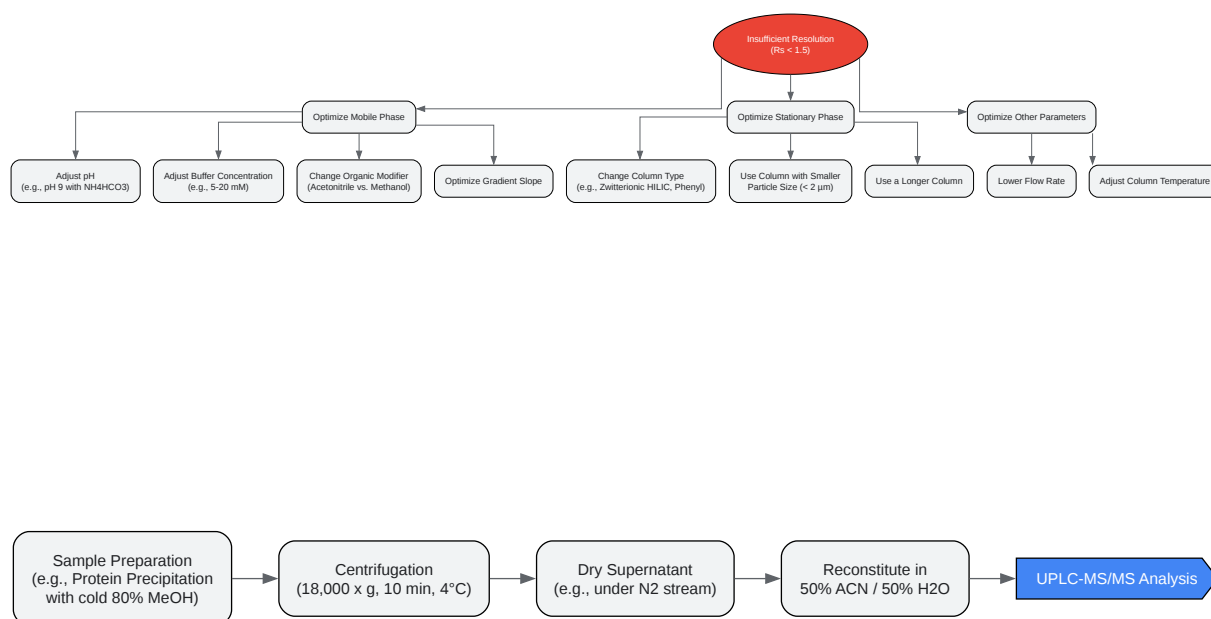 Insufficient Resolution
(Rs < 1.5)
Optimize Mobile Phase
Optimize Stationary Phase
Optimize Other Parameters
Adjust pH
(e.g., pH 9 with NH4HCO3)
Adjust Buffer Concentration
(e.g., 5-20 mM)
Change Organic Modifier
(Acetonitrile vs. Methanol)
Optimize Gradient Slope
Change Column Type
(e.g., Zwitterionic HILIC, Phenyl)
Use Column with Smaller
Particle Size (< 2 µm)
Use a Longer Column
Lower Flow Rate
Adjust Column Temperature
Sample Preparation
(e.g., Protein Precipitation
with cold 80% MeOH)
Centrifugation
(18,000 x g, 10 min, 4°C)
Dry Supernatant
(e.g., under N2 stream)
Reconstitute in
50% ACN / 50% H2O
UPLC-MS/MS Analysis